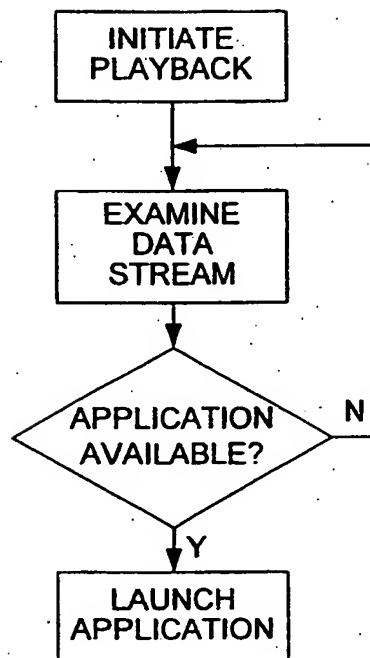 INITIATE
PLAYBACK
EXAMINE
DATA
STREAM
APPLICATION
AVAILABLE?
N
Y
LAUNCH
APPLICATION